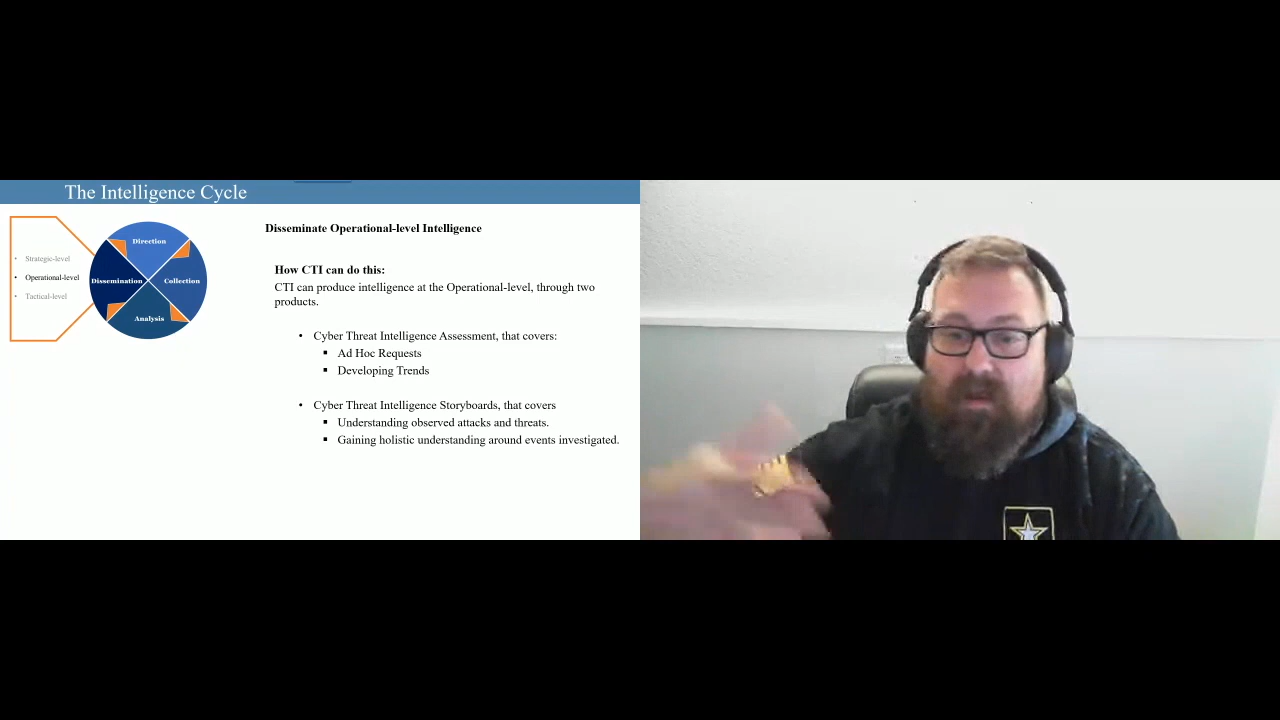 The Intelligence Cycle
Direction
Collection
Analysis
Dissemination
• Strategic-level
• Operational-level
• Tactical-level
Disseminate Operational-level Intelligence
How CTI can do this:
CTI can produce intelligence at the Operational-level, through two
products.
• Cyber Threat Intelligence Assessment, that covers:
▪ Ad Hoc Requests
▪ Developing Trends
• Cyber Threat Intelligence Storyboards, that covers
▪ Understanding observed attacks and threats.
▪ Gaining holistic understanding around events investigated.